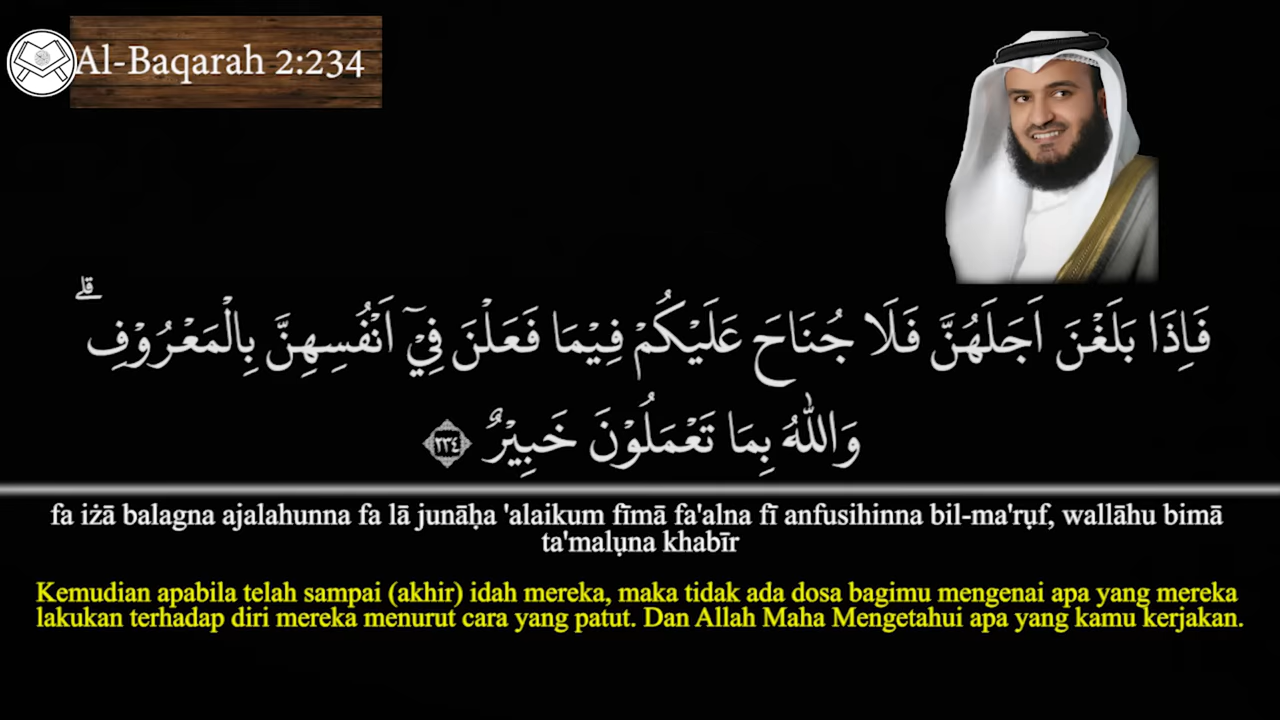 Al-Baqarah 2:234
فَاِذَا بَلَغْنَ اَجَلَهُنَّ فَلَا جُنَاحَ عَلَيْكُمْ فِيْمَا فَعَلْنَ فِيْٓ اَنْفُسِهِنَّ بِالْمَعْرُوْفِۗ
وَاللّٰهُ بِمَا تَعْمَلُوْنَ خَبِيْرٌ ٢٣٤
fa iżā balagna ajalahunna fa lā junāḥa 'alaikum fīmā fa'alna fī anfusihinna bil-ma'rụf, wallāhu bimā
ta'malụna khabīr
Kemudian apabila telah sampai (akhir) idah mereka, maka tidak ada dosa bagimu mengenai apa yang mereka
lakukan terhadap diri mereka menurut cara yang patut. Dan Allah Maha Mengetahui apa yang kamu kerjakan.